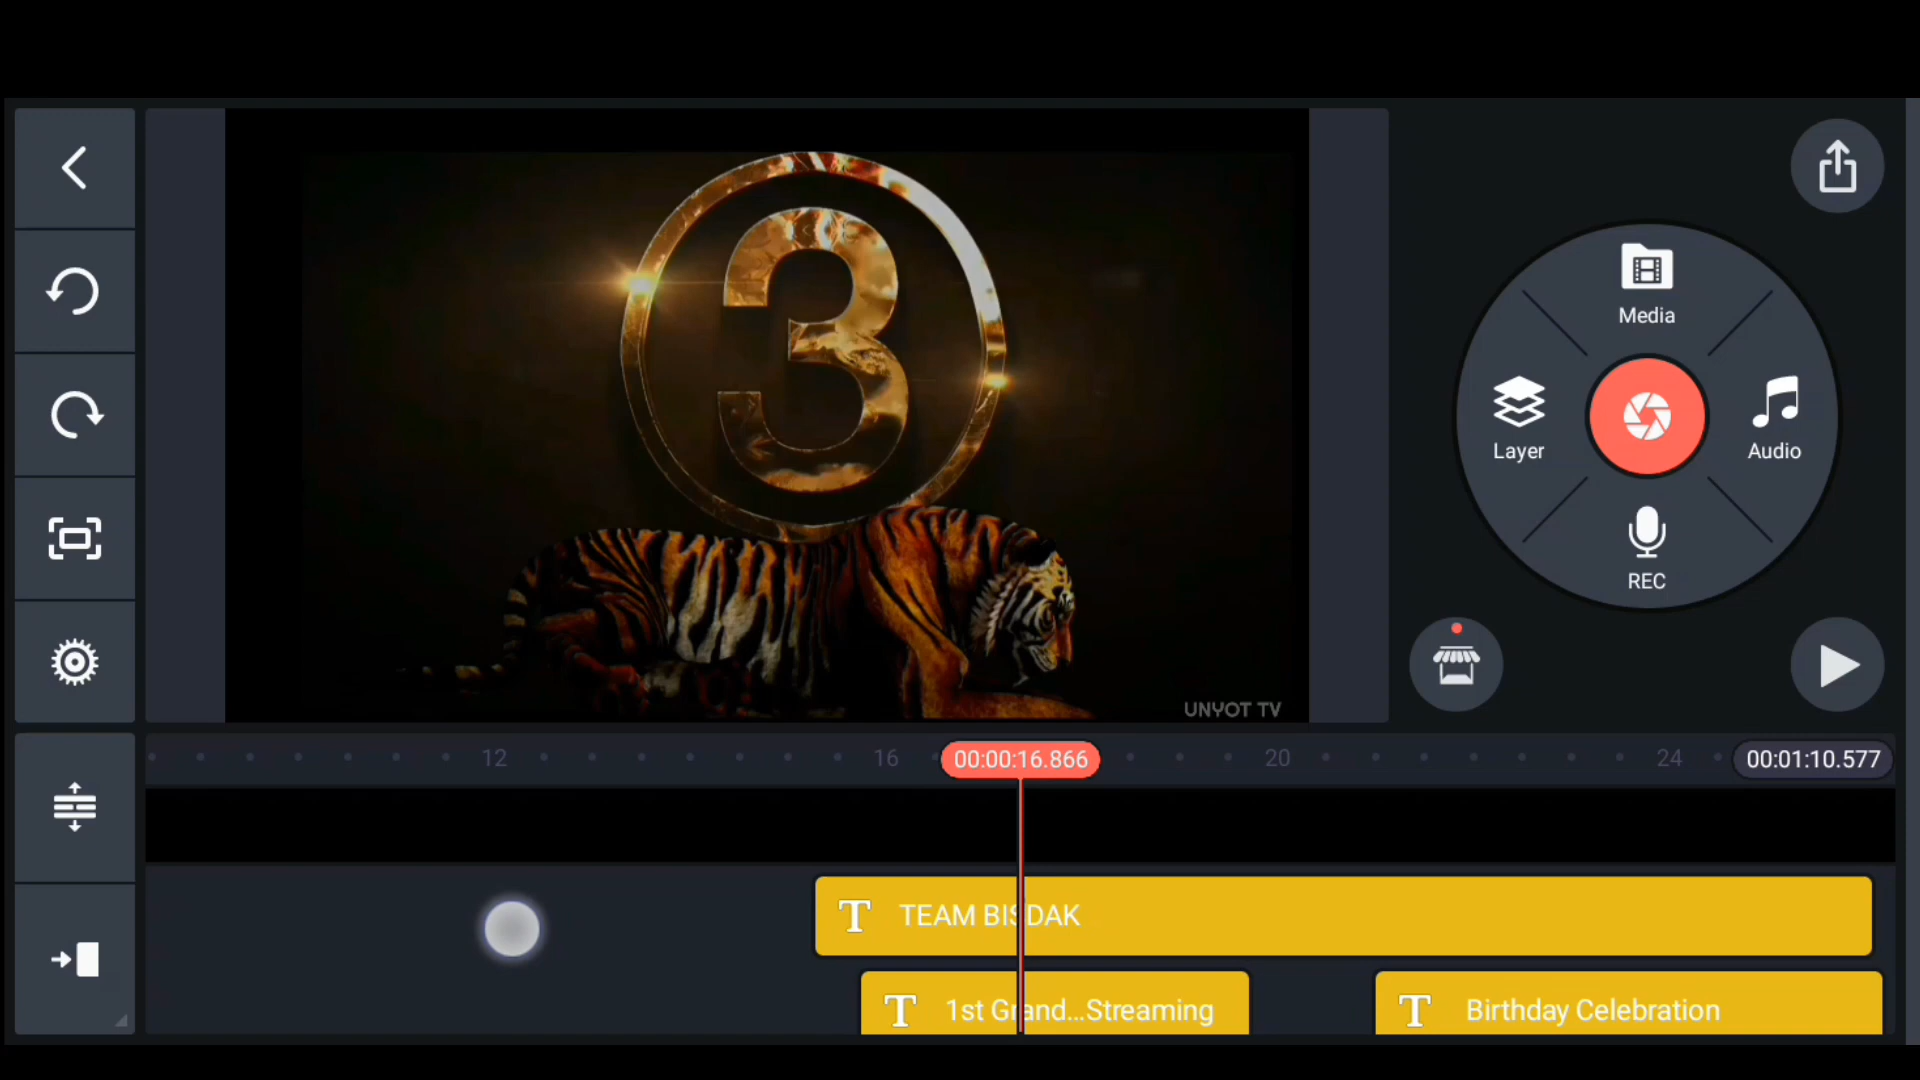 3
Media
Layer
Audio
REC
UNYOT TV
12
16
00:00:16.866
20
24
00:01:10.577
T TEAM BISDAK
T 1st Grand...Streaming
T Birthday Celebration